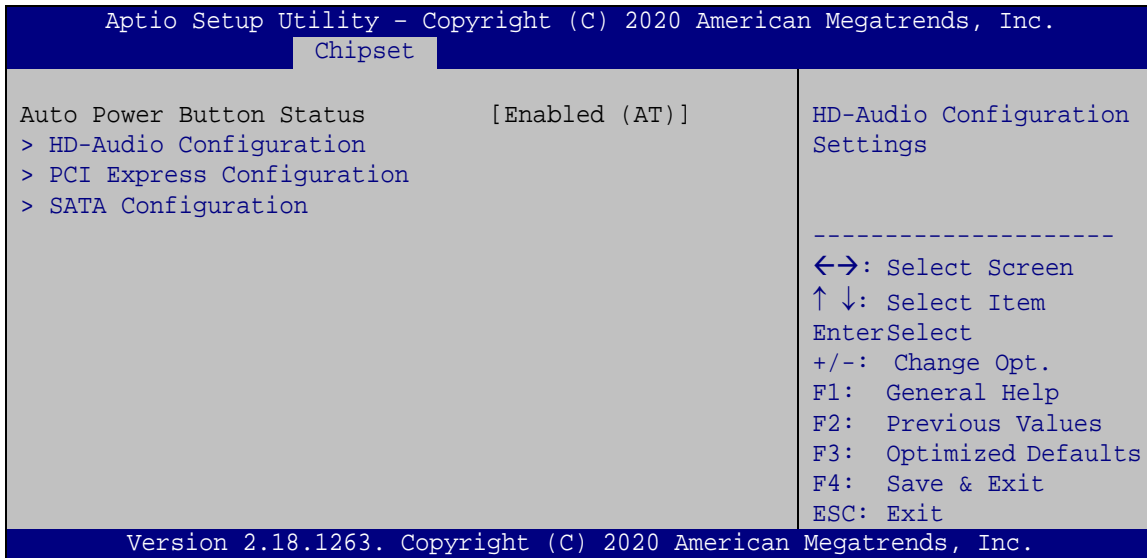 Aptio Setup Utility – Copyright (C) 2020 American Megatrends, Inc.
Chipset
Auto Power Button Status [Enabled (AT)]
> HD-Audio Configuration
> PCI Express Configuration
> SATA Configuration
HD-Audio Configuration
Settings
---------------------
←→: Select Screen
↑ ↓: Select Item
EnterSelect
+/-: Change Opt.
F1: General Help
F2: Previous Values
F3: Optimized Defaults
F4: Save & Exit
ESC: Exit
Version 2.18.1263. Copyright (C) 2020 American Megatrends, Inc.